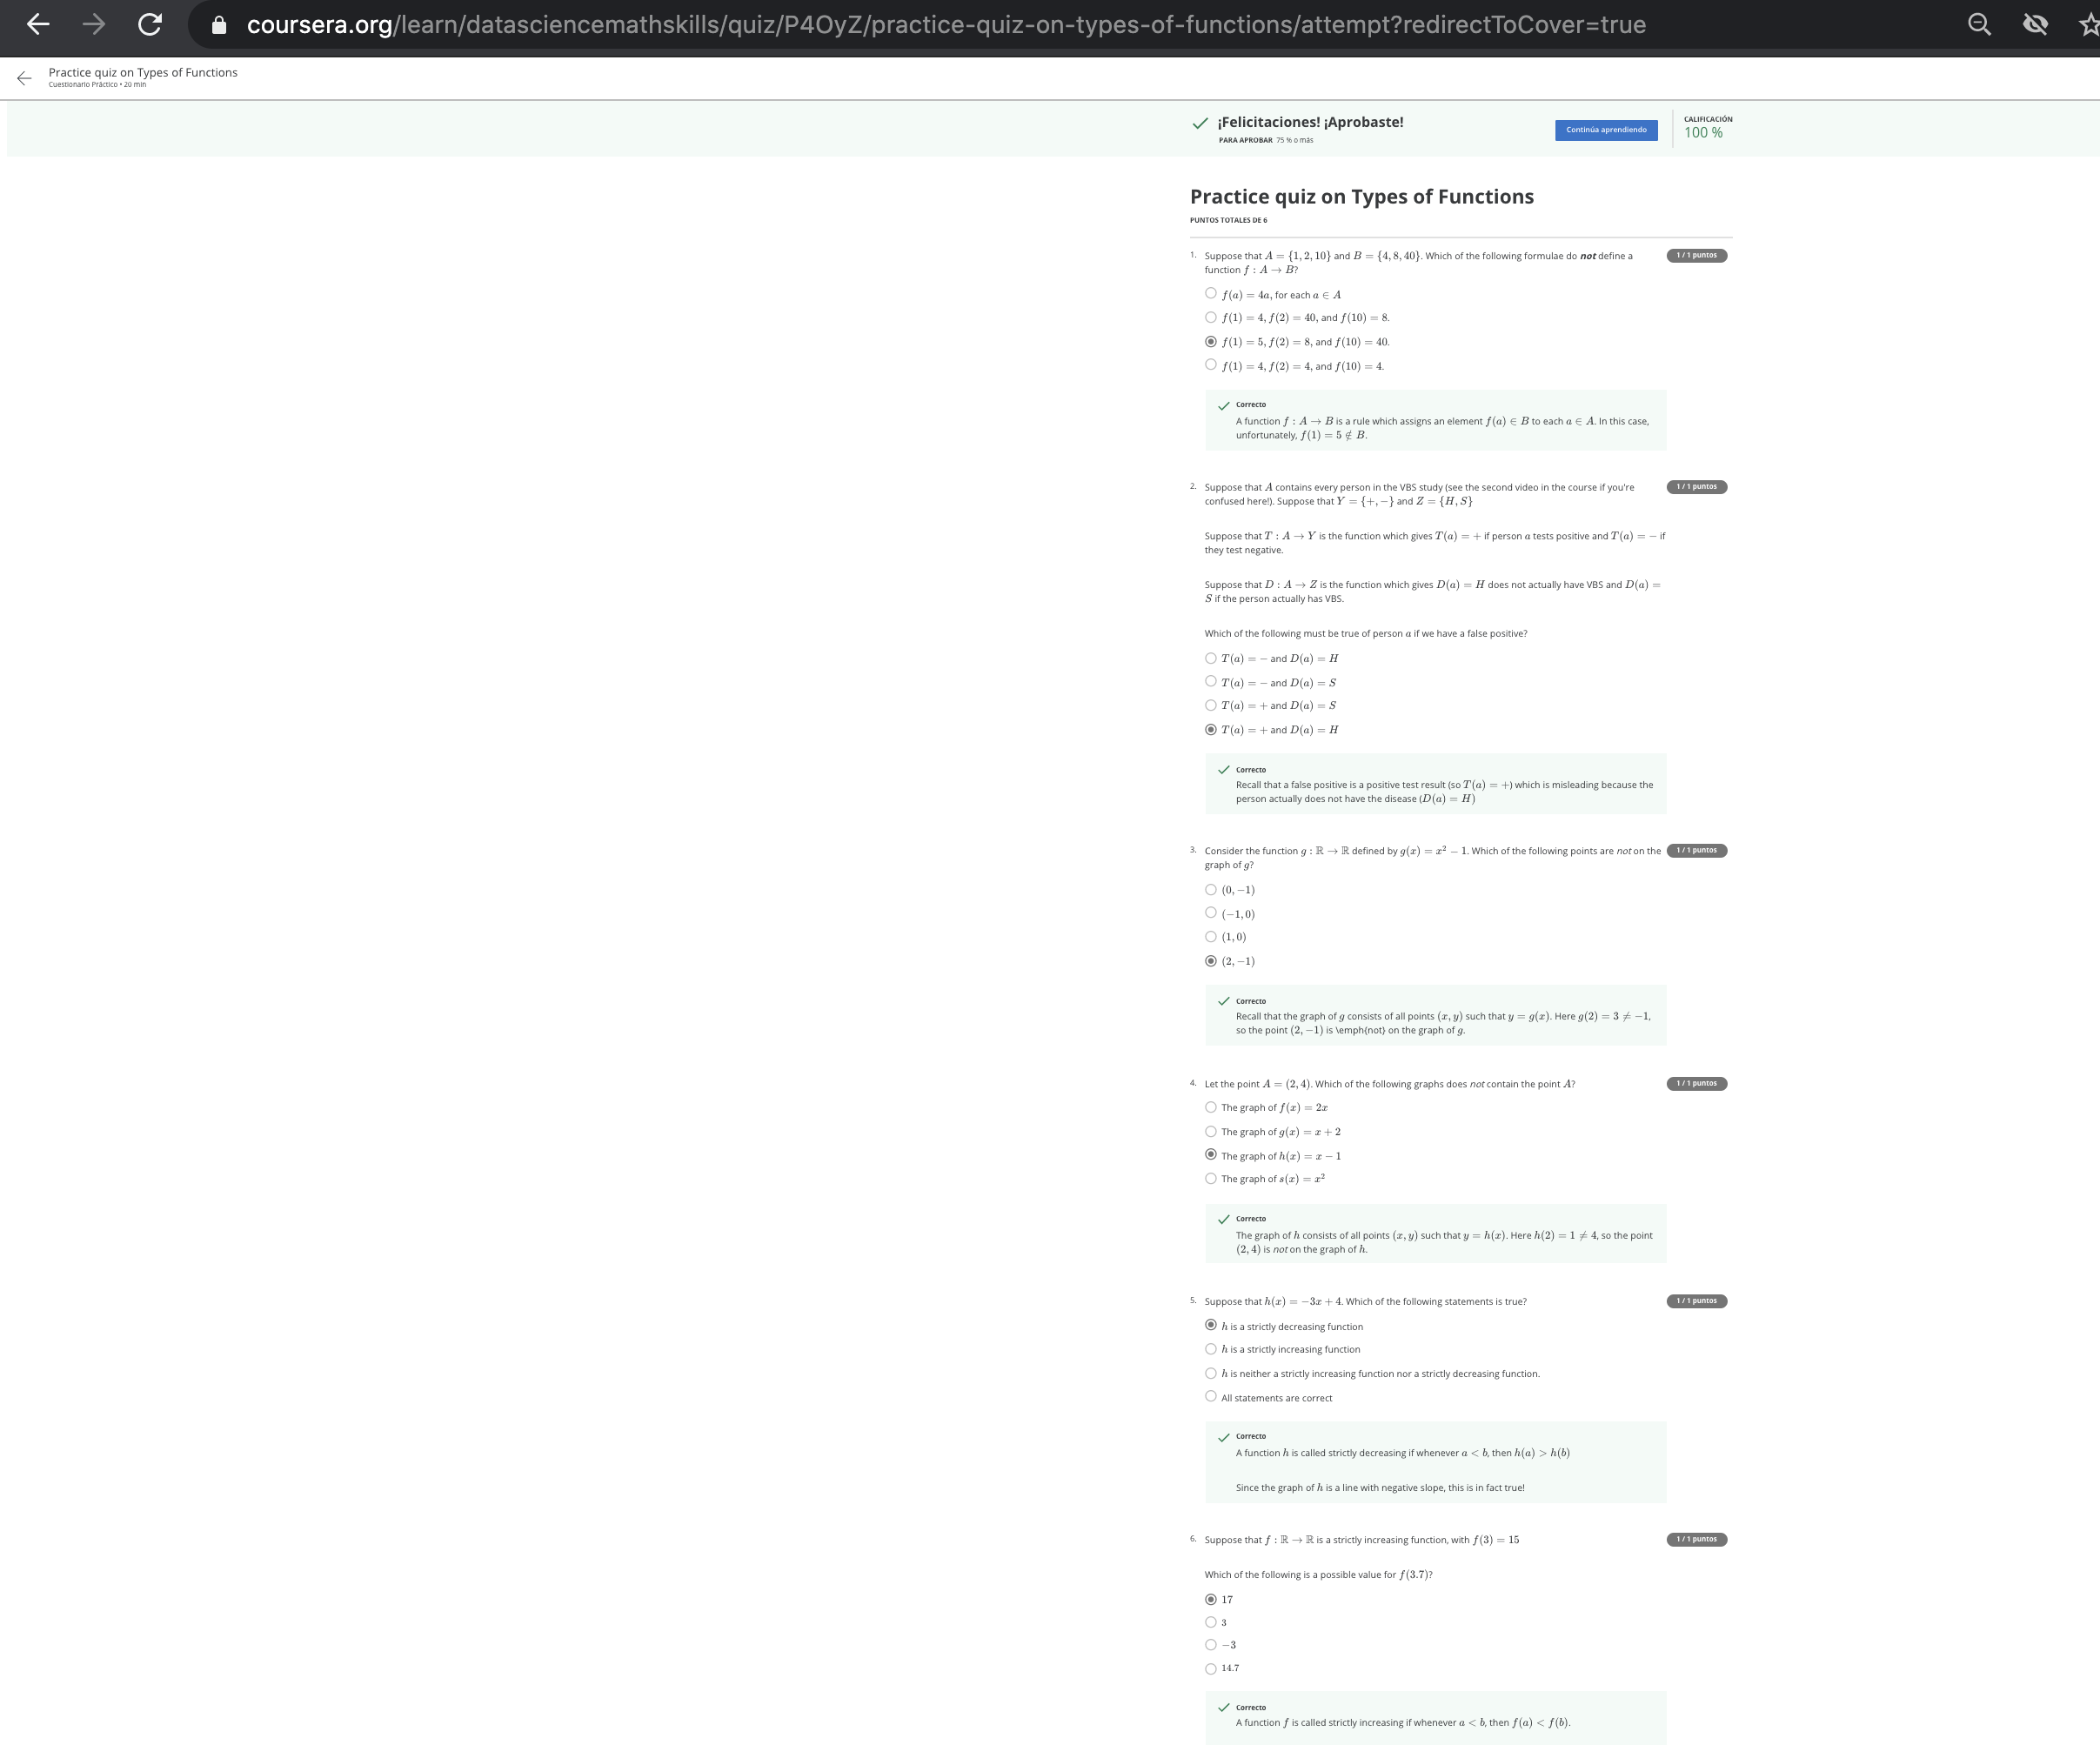 coursera.org/learn/datasciencemathskills/quiz/P4OyZ/practice-quiz-on-types-of-functions/attempt?redirectToCover=true
Practice quiz on Types of Functions
Cuestionario Práctico • 20 min
¡Felicitaciones! ¡Aprobaste!
PARA APROBAR 75 % o más
Continúa aprendiendo
CALIFICACIÓN
100 %
Practice quiz on Types of Functions
PUNTOS TOTALES DE 6
1. Suppose that A = {1, 2, 10} and B = {4, 8, 40}. Which of the following formulae do not define a
function f : A → B?
1 / 1 puntos
f(a) = 4a, for each a ∈ A
f(1) = 4, f(2) = 40, and f(10) = 8.
f(1) = 5, f(2) = 8, and f(10) = 40.
f(1) = 4, f(2) = 4, and f(10) = 4.
Correcto
A function f : A → B is a rule which assigns an element f(a) ∈ B to each a ∈ A. In this case,
unfortunately, f(1) = 5 ∉ B.
2. Suppose that A contains every person in the VBS study (see the second video in the course if you're
confused here!). Suppose that Y = {+, −} and Z = {H, S}
1 / 1 puntos
Suppose that T : A → Y is the function which gives T(a) = + if person a tests positive and T(a) = − if
they test negative.
Suppose that D : A → Z is the function which gives D(a) = H does not actually have VBS and D(a) =
S if the person actually has VBS.
Which of the following must be true of person a if we have a false positive?
T(a) = − and D(a) = H
T(a) = − and D(a) = S
T(a) = + and D(a) = S
T(a) = + and D(a) = H
Correcto
Recall that a false positive is a positive test result (so T(a) = +) which is misleading because the
person actually does not have the disease (D(a) = H)
3. Consider the function g : ℝ → ℝ defined by g(x) = x² − 1. Which of the following points are not on the
graph of g?
1 / 1 puntos
(0, −1)
(−1, 0)
(1, 0)
(2, −1)
Correcto
Recall that the graph of g consists of all points (x, y) such that y = g(x). Here g(2) = 3 ≠ −1,
so the point (2, −1) is \emph{not} on the graph of g.
4. Let the point A = (2, 4). Which of the following graphs does not contain the point A?
1 / 1 puntos
The graph of f(x) = 2x
The graph of g(x) = x + 2
The graph of h(x) = x − 1
The graph of s(x) = x²
Correcto
The graph of h consists of all points (x, y) such that y = h(x). Here h(2) = 1 ≠ 4, so the point
(2, 4) is not on the graph of h.
5. Suppose that h(x) = −3x + 4. Which of the following statements is true?
1 / 1 puntos
h is a strictly decreasing function
h is a strictly increasing function
h is neither a strictly increasing function nor a strictly decreasing function.
All statements are correct
Correcto
A function h is called strictly decreasing if whenever a < b, then h(a) > h(b)
Since the graph of h is a line with negative slope, this is in fact true!
6. Suppose that f : ℝ → ℝ is a strictly increasing function, with f(3) = 15
1 / 1 puntos
Which of the following is a possible value for f(3.7)?
17
3
−3
14.7
Correcto
A function f is called strictly increasing if whenever a < b, then f(a) < f(b).